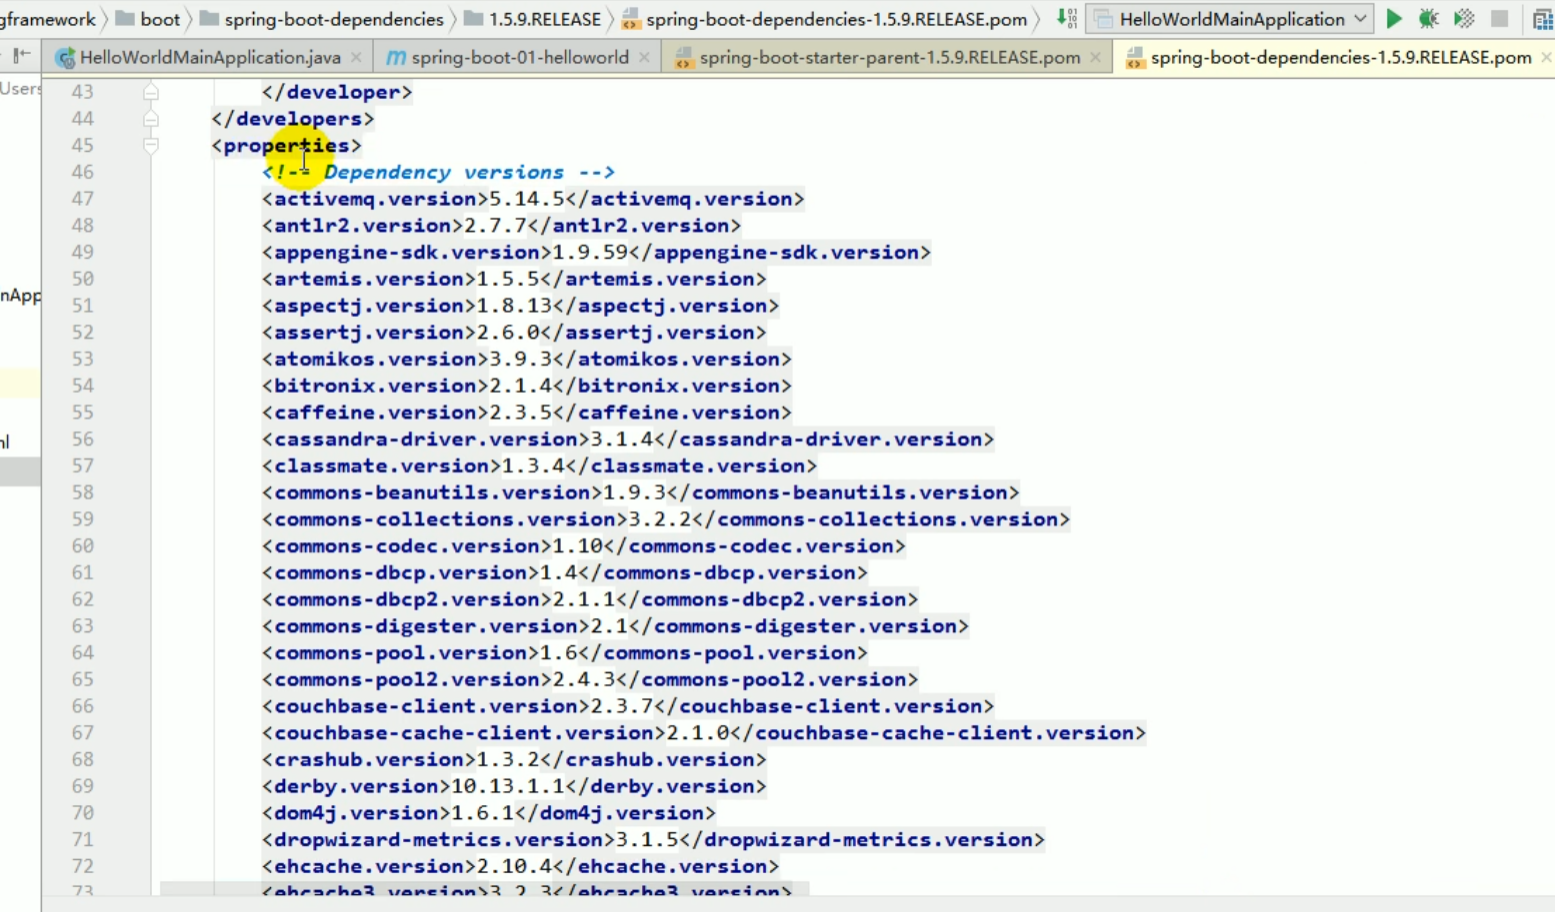 gframework boot spring-boot-dependencies 1.5.9.RELEASE spring-boot-dependencies-1.5.9.RELEASE.pom HelloWorldMainApplication
HelloWorldMainApplication.java spring-boot-01-helloworld spring-boot-starter-parent-1.5.9.RELEASE.pom spring-boot-dependencies-1.5.9.RELEASE.pom
Users
nApp
nl
43 </developer>
44 </developers>
45 <properties>
46 <!-- Dependency versions -->
47 <activemq.version>5.14.5</activemq.version>
48 <antlr2.version>2.7.7</antlr2.version>
49 <appengine-sdk.version>1.9.59</appengine-sdk.version>
50 <artemis.version>1.5.5</artemis.version>
51 <aspectj.version>1.8.13</aspectj.version>
52 <assertj.version>2.6.0</assertj.version>
53 <atomikos.version>3.9.3</atomikos.version>
54 <bitronix.version>2.1.4</bitronix.version>
55 <caffeine.version>2.3.5</caffeine.version>
56 <cassandra-driver.version>3.1.4</cassandra-driver.version>
57 <classmate.version>1.3.4</classmate.version>
58 <commons-beanutils.version>1.9.3</commons-beanutils.version>
59 <commons-collections.version>3.2.2</commons-collections.version>
60 <commons-codec.version>1.10</commons-codec.version>
61 <commons-dbcp.version>1.4</commons-dbcp.version>
62 <commons-dbcp2.version>2.1.1</commons-dbcp2.version>
63 <commons-digester.version>2.1</commons-digester.version>
64 <commons-pool.version>1.6</commons-pool.version>
65 <commons-pool2.version>2.4.3</commons-pool2.version>
66 <couchbase-client.version>2.3.7</couchbase-client.version>
67 <couchbase-cache-client.version>2.1.0</couchbase-cache-client.version>
68 <crashub.version>1.3.2</crashub.version>
69 <derby.version>10.13.1.1</derby.version>
70 <dom4j.version>1.6.1</dom4j.version>
71 <dropwizard-metrics.version>3.1.5</dropwizard-metrics.version>
72 <ehcache.version>2.10.4</ehcache.version>
73 <ehcache3.version>3.2.3</ehcache3.version>